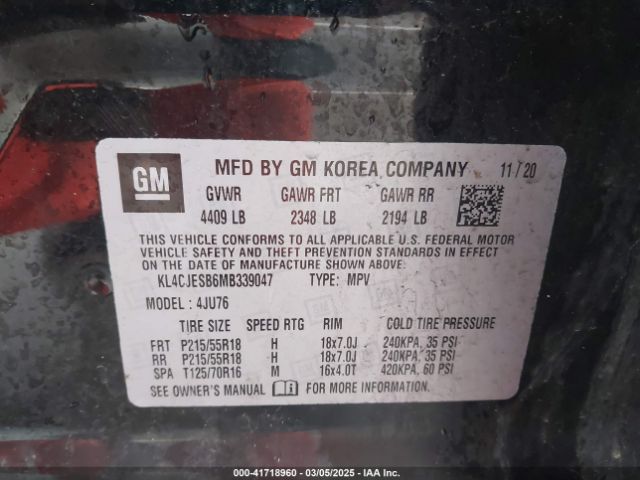 GM
MFD BY GM KOREA COMPANY 11/20
GVWR GAWR FRT GAWR RR
4409 LB 2348 LB 2194 LB
THIS VEHICLE CONFORMS TO ALL APPLICABLE U.S. FEDERAL MOTOR
VEHICLE SAFETY AND THEFT PREVENTION STANDARDS IN EFFECT
ON THE DATE OF MANUFACTURE SHOWN ABOVE.
KL4CJESB6MB339047 TYPE: MPV
MODEL: 4JU76
TIRE SIZE SPEED RTG RIM COLD TIRE PRESSURE
FRT P215/55R18 H 18x7.0J 240KPA, 35 PSI
RR P215/55R18 H 18x7.0J 240KPA, 35 PSI
SPA T125/70R16 M 16x4.0T 420KPA, 60 PSI
SEE OWNER'S MANUAL FOR MORE INFORMATION
000-41718960 — 03/05/2025 — IAA Inc.